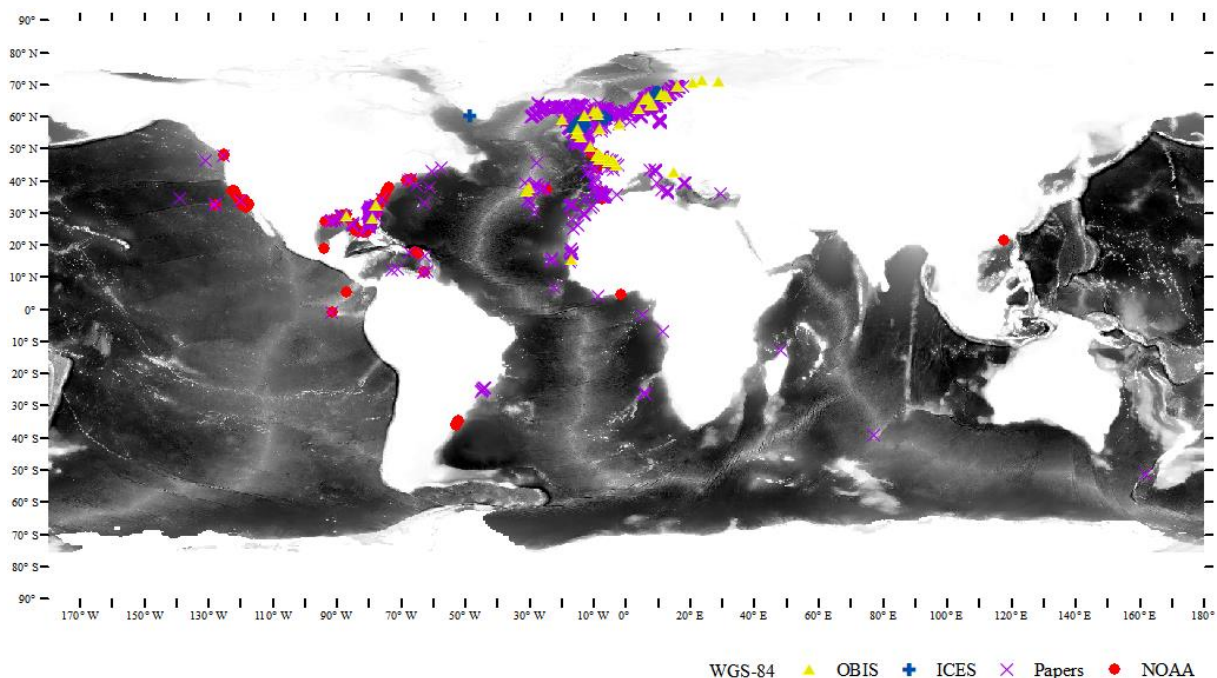 90°
80° N
70° N
60° N
50° N
40° N
30° N
20° N
10° N
0°
10° S
20° S
30° S
40° S
50° S
60° S
70° S
80°
90°
170° W 150° W 130° W 110° W 90° W 70° W 50° W 20° W 0° 20° E 40° E 60° E 80° E 100° E 120° E 140° E 160° E 180°
WGS-84 OBIS ICES Papers NOAA